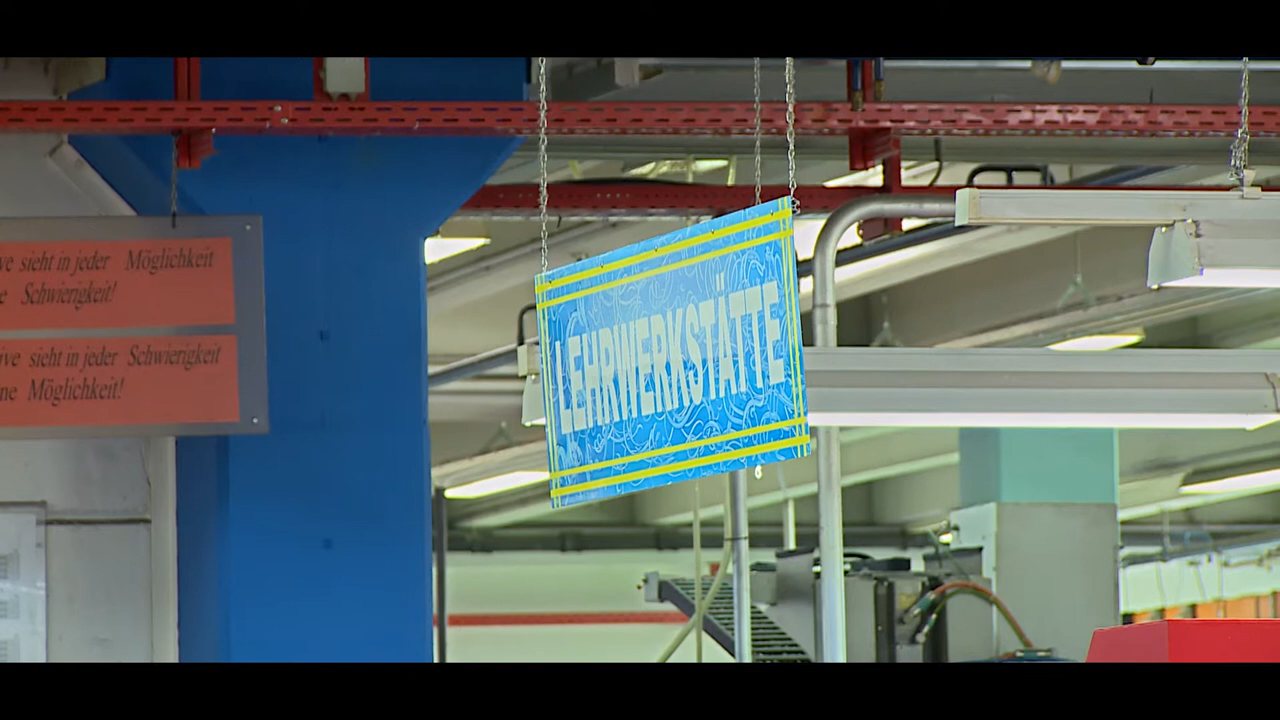 sieht in jeder Möglichkeit
Schwierigkeit!
sieht in jeder Schwierigkeit
Möglichkeit!
LEHRWERKSTÄTTE